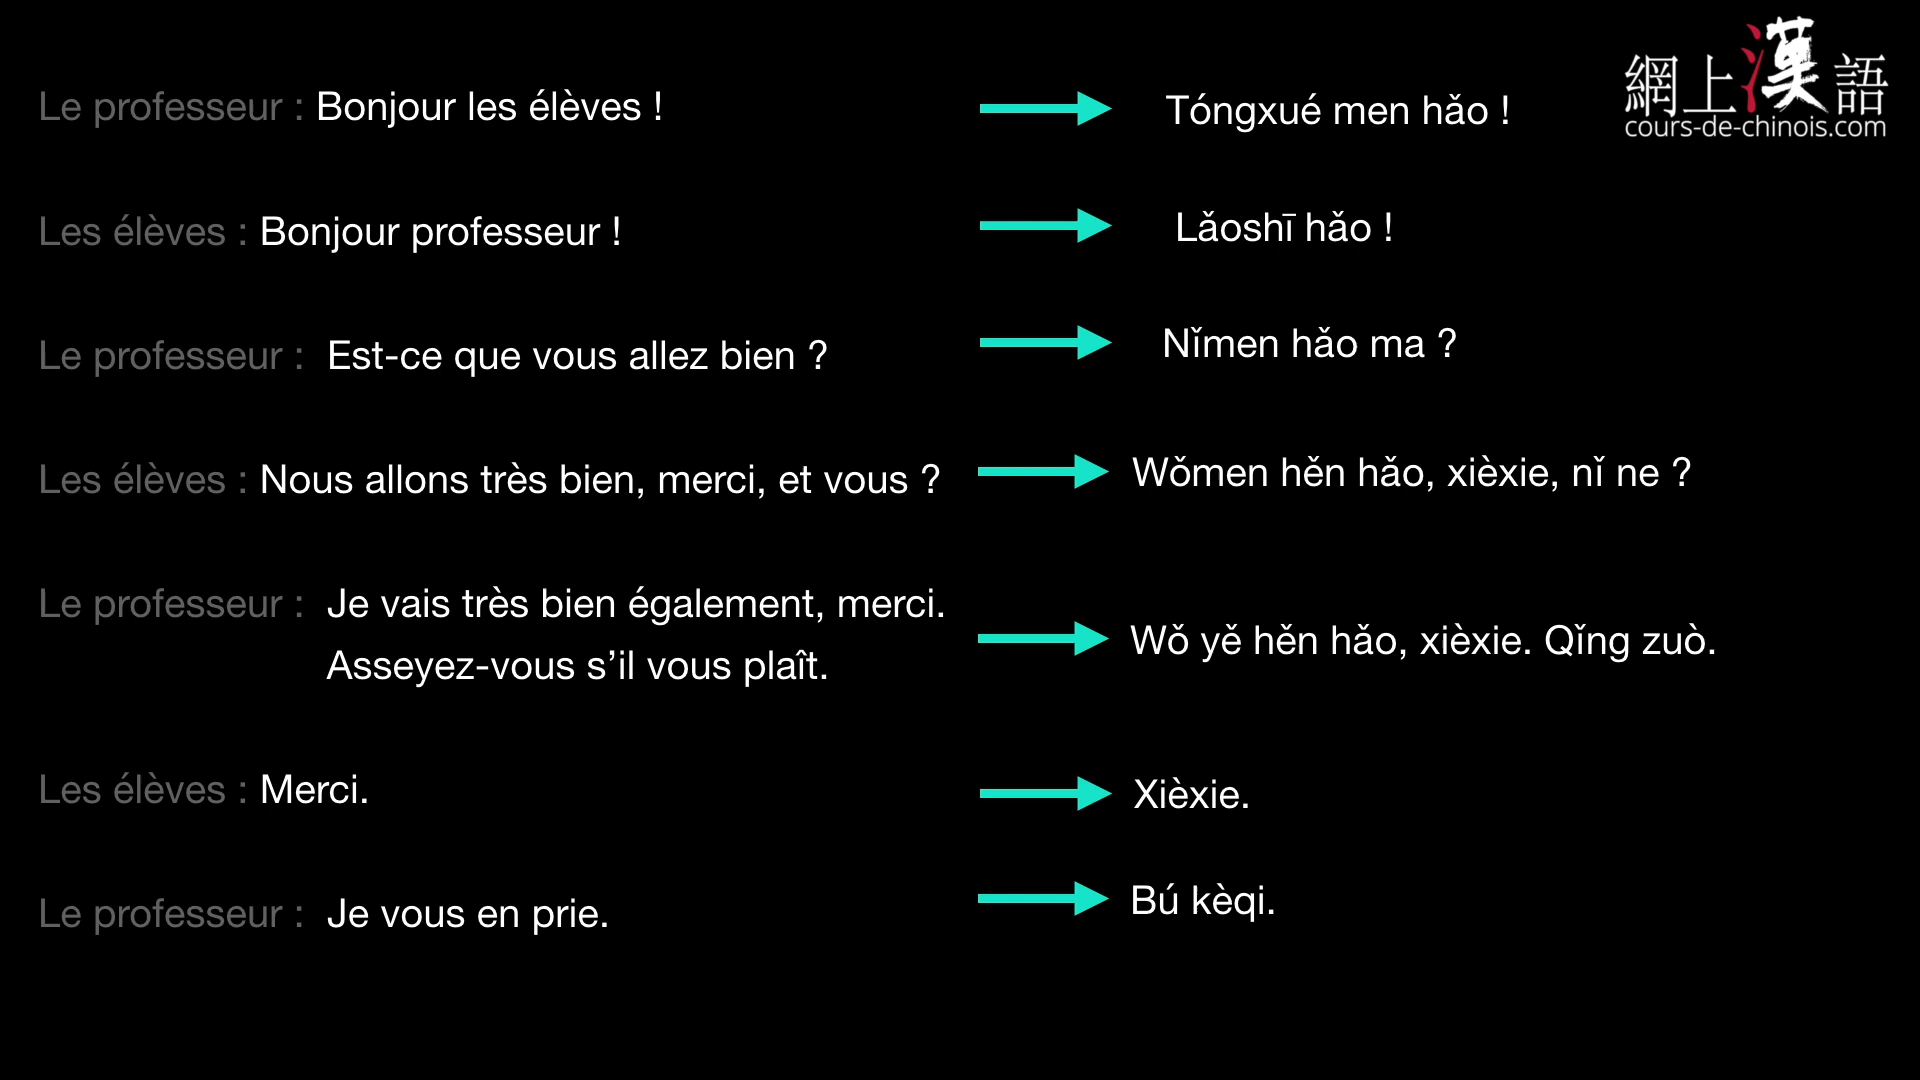 網上漢語
cours-de-chinois.com
Le professeur : Bonjour les élèves ! Tóngxué men hǎo !
Les élèves : Bonjour professeur ! Lǎoshī hǎo !
Le professeur : Est-ce que vous allez bien ? Nǐmen hǎo ma ?
Les élèves : Nous allons très bien, merci, et vous ? Wǒmen hěn hǎo, xièxie, nǐ ne ?
Le professeur : Je vais très bien également, merci.
Asseyez-vous s’il vous plaît.
Wǒ yě hěn hǎo, xièxie. Qǐng zuò.
Les élèves : Merci. Xièxie.
Le professeur : Je vous en prie. Bú kèqi.